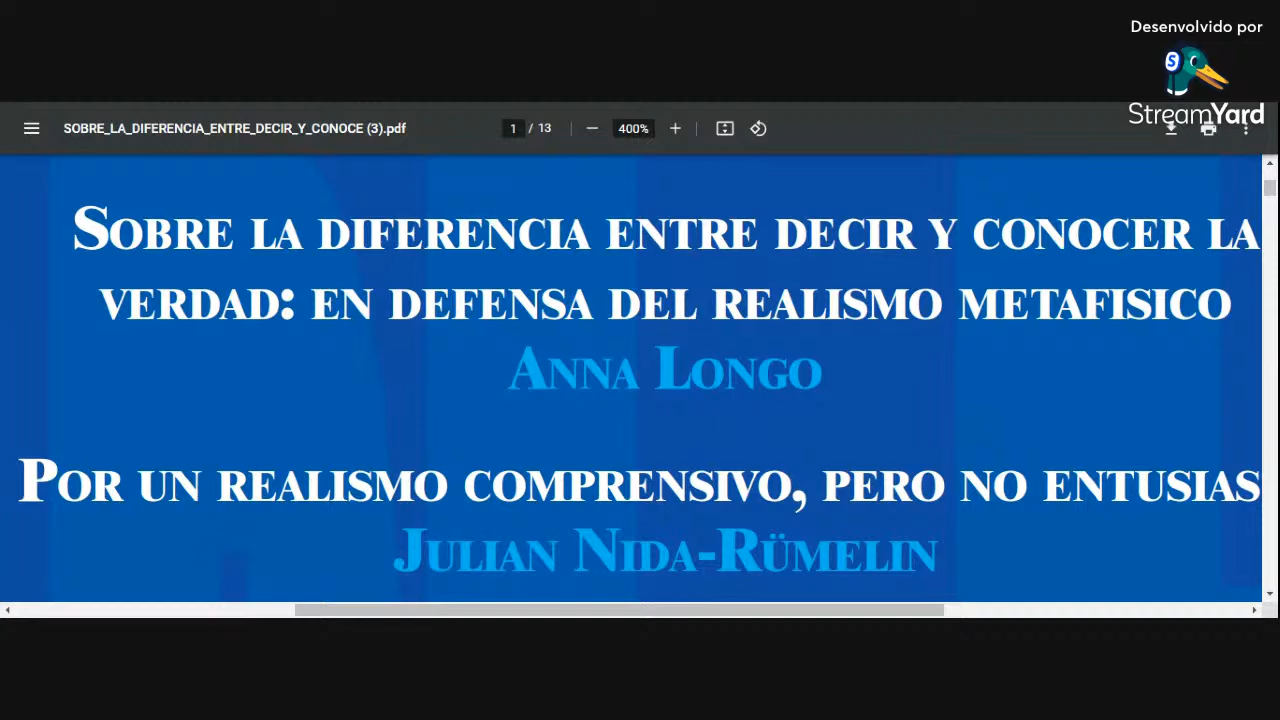 Desenvolvido por
StreamYard
SOBRE_LA_DIFERENCIA_ENTRE_DECIR_Y_CONOCE (3).pdf
1 / 13
400%
SOBRE LA DIFERENCIA ENTRE DECIR Y CONOCER LA
VERDAD: EN DEFENSA DEL REALISMO METAFISICO
ANNA LONGO
POR UN REALISMO COMPRENSIVO, PERO NO ENTUSIAS
JULIAN NIDA-RÜMELIN